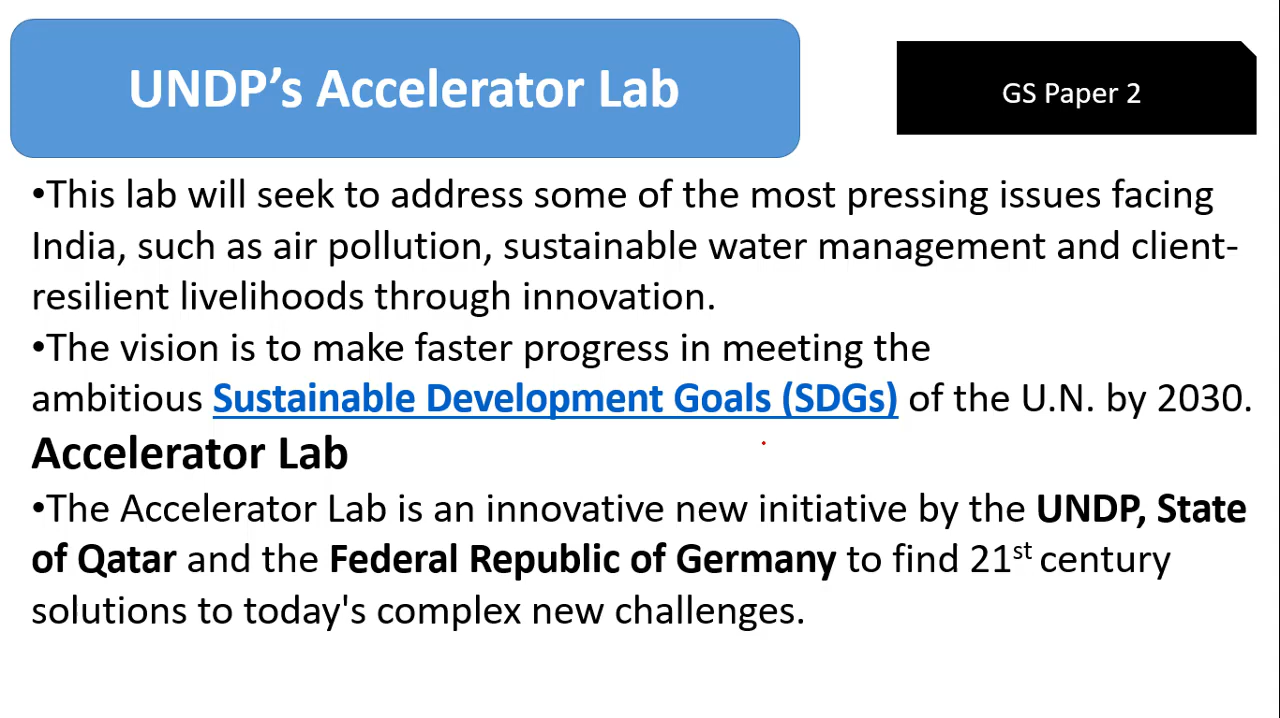 UNDP’s Accelerator Lab
GS Paper 2
•This lab will seek to address some of the most pressing issues facing
India, such as air pollution, sustainable water management and client-
resilient livelihoods through innovation.
•The vision is to make faster progress in meeting the
ambitious Sustainable Development Goals (SDGs) of the U.N. by 2030.
Accelerator Lab
•The Accelerator Lab is an innovative new initiative by the UNDP, State
of Qatar and the Federal Republic of Germany to find 21st century
solutions to today's complex new challenges.